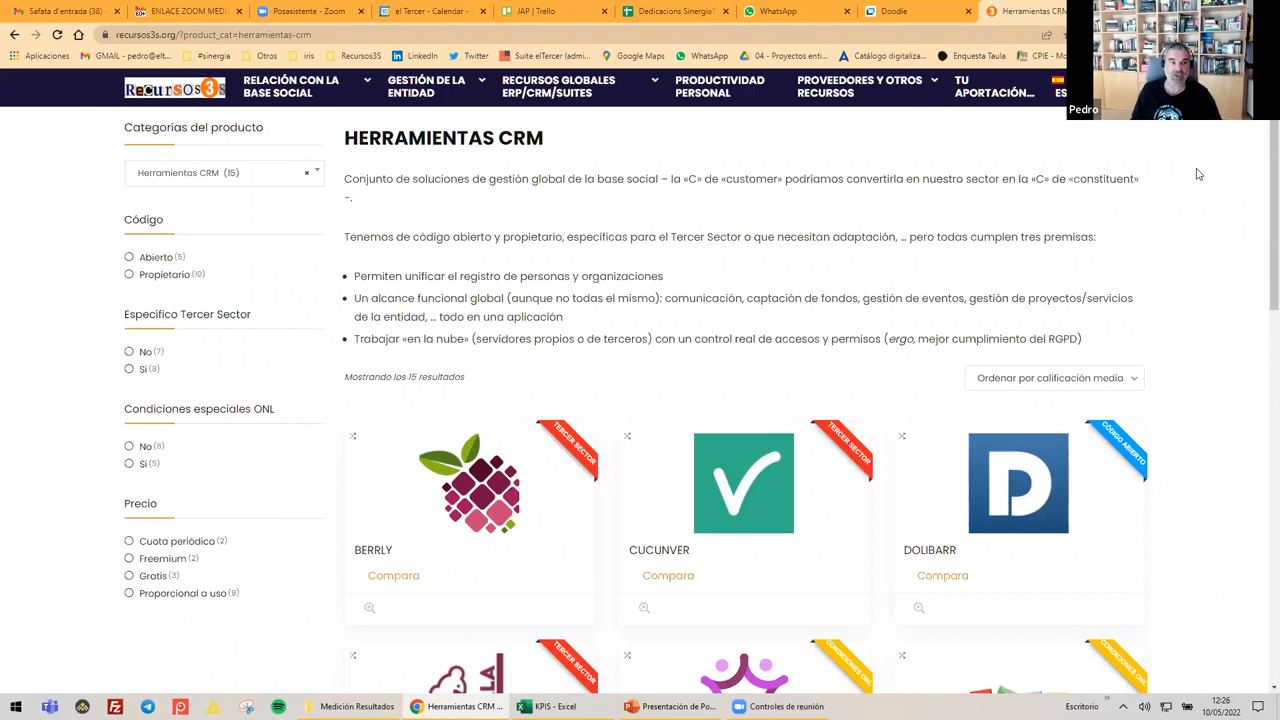 Safata d'entrada (38) -
ENLACE ZOOM MEDI
Posasistente - Zoom
el Tercer - Calendar -
JAP | Trello
Dedicacions Sinergia
WhatsApp
Doodle
Herramientas CRM
recursos3s.org/?product_cat=herramientas-crm
Aplicaciones
GMAIL - pedro@elt...
#sinergia
Otros
iris
Recursos3S
LinkedIn
Twitter
Suite elTercer (admi...
Google Maps
WhatsApp
04 - Proyectos enti...
Catálogo digitaliza...
Enquesta Taula
CPIE - Mo
Recursos3s
RELACIÓN CON LA
BASE SOCIAL
GESTIÓN DE LA
ENTIDAD
RECURSOS GLOBALES
ERP/CRM/SUITES
PRODUCTIVIDAD
PERSONAL
PROVEEDORES Y OTROS
RECURSOS
TU
APORTACIÓN...
ES
Pedro
Categorías del producto
Herramientas CRM (15)
×
Código
Abierto (5)
Propietario (10)
Específico Tercer Sector
No (7)
Si (8)
Condiciones especiales ONL
No (8)
Si (5)
Precio
Cuota periódica (2)
Freemium (2)
Gratis (3)
Proporcional a uso (9)
HERRAMIENTAS CRM
Conjunto de soluciones de gestión global de la base social – la «C» de «customer» podríamos convertirla en nuestro sector en la «C» de «constituent»
-.
Tenemos de código abierto y propietario, específicas para el Tercer Sector o que necesitan adaptación, … pero todas cumplen tres premisas:
Permiten unificar el registro de personas y organizaciones
Un alcance funcional global (aunque no todas el mismo): comunicación, captación de fondos, gestión de eventos, gestión de proyectos/servicios
de la entidad, … todo en una aplicación
Trabajar «en la nube» (servidores propios o de terceros) con un control real de accesos y permisos (ergo, mejor cumplimiento del RGPD)
Mostrando los 15 resultados
Ordenar por calificación media
TERCER SECTOR
TERCER SECTOR
CÓDIGO ABIERTO
D
BERRLY
CUCUNVER
DOLIBARR
Compara
Compara
Compara
TERCER SECTOR
CONDICIONES ONL
CONDICIONES ONL
Medición Resultados
Herramientas CRM ...
KPIS - Excel
Presentación de Po...
Controles de reunión
Escritorio
12:26
10/05/2022